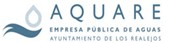 AQUARE
EMPRESA PÚBLICA DE AGUAS
AYUNTAMIENTO DE LOS REALEJOS